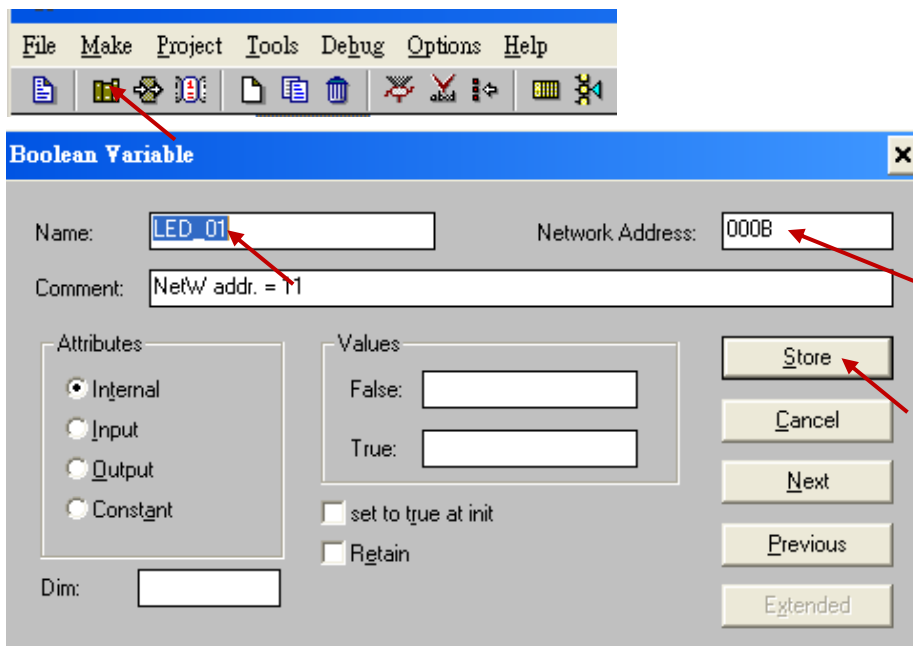 File Make Project Tools Debug Options Help
Boolean Variable
Name: LED_01 Network Address: 000B
Comment: NetW addr. = 11
Attributes
Internal
Input
Output
Constant
Dim:
Values
False:
True:
set to true at init
Retain
Store
Cancel
Next
Previous
Extended